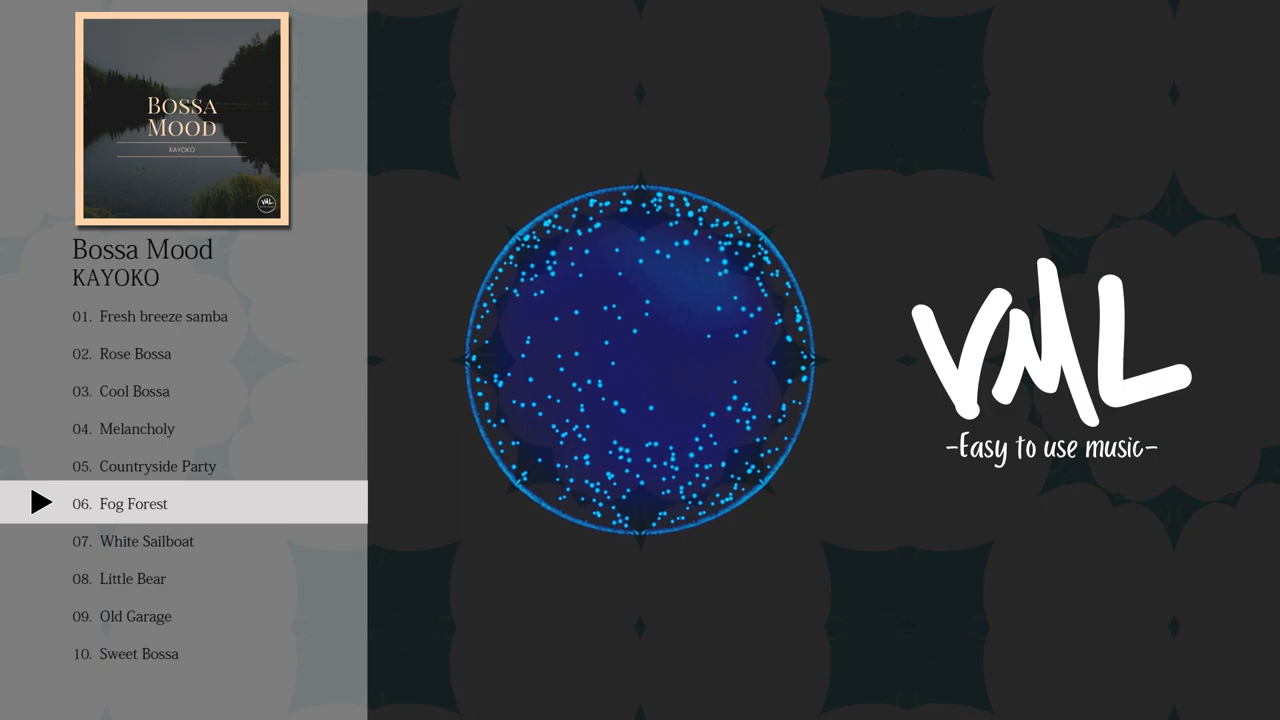 BOSSA
MOOD
KAYOKO
VML
Bossa Mood
KAYOKO
01. Fresh breeze samba
02. Rose Bossa
03. Cool Bossa
04. Melancholy
05. Countryside Party
06. Fog Forest
07. White Sailboat
08. Little Bear
09. Old Garage
10. Sweet Bossa
VML
-Easy to use music-